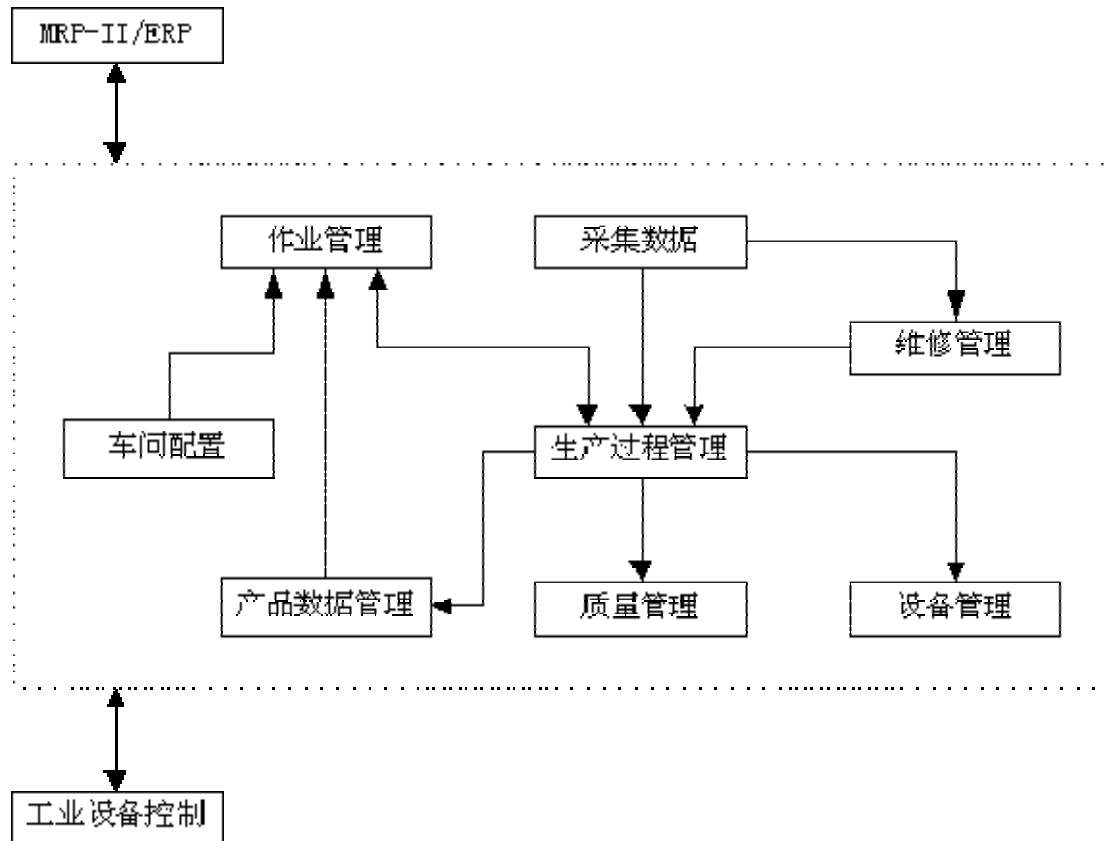 MRP-II/ERP
作业管理
采集数据
维修管理
车间配置
生产过程管理
产品数据管理
质量管理
设备管理
工业设备控制